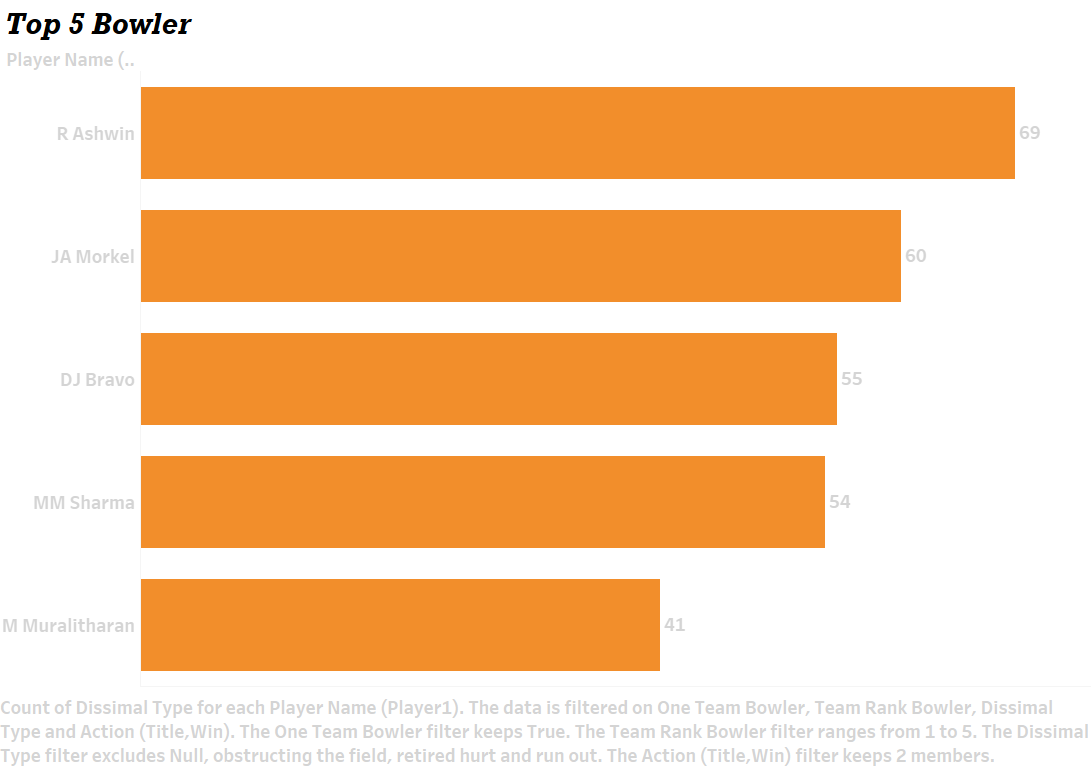 Top 5 Bowler
Player Name (..
R Ashwin 69
JA Morkel 60
DJ Bravo 55
MM Sharma 54
M Muralitharan 41
Count of Dissimal Type for each Player Name (Player1). The data is filtered on One Team Bowler, Team Rank Bowler, Dissimal
Type and Action (Title,Win). The One Team Bowler filter keeps True. The Team Rank Bowler filter ranges from 1 to 5. The Dissimal
Type filter excludes Null, obstructing the field, retired hurt and run out. The Action (Title,Win) filter keeps 2 members.